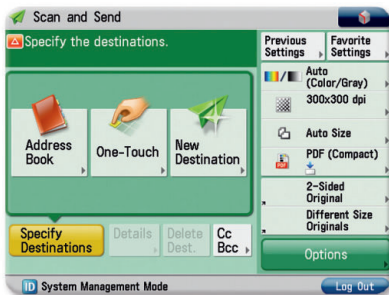 Scan and Send
Specify the destinations.
Previous
Settings
Favorite
Settings
Auto
(Color/Gray)
300x300 dpi
Address
Book
One-Touch
New
Destination
Auto Size
PDF
PDF (Compact)
2-Sided
Original
Different Size
Originals
Specify
Destinations
Details
Delete
Dest.
Cc
Bcc
Options
ID System Management Mode
Log Out